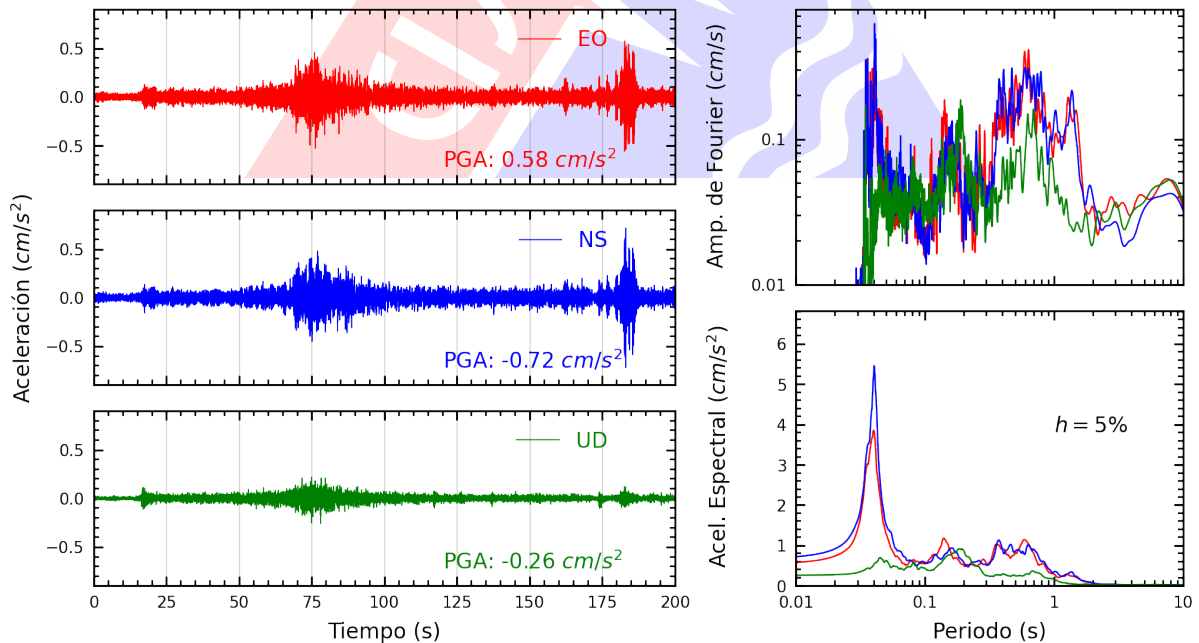 Aceleración (cm/s²)
0.5
0.0
−0.5
EO
PGA: 0.58 cm/s²
0.5
0.0
−0.5
NS
PGA: -0.72 cm/s²
0.5
0.0
−0.5
UD
PGA: -0.26 cm/s²
0 25 50 75 100 125 150 175 200
Tiempo (s)
Amp. de Fourier (cm/s)
0.1
0.01
Acel. Espectral (cm/s²)
6
5
4
3
2
1
0
h = 5%
0.01 0.1 1 10
Periodo (s)